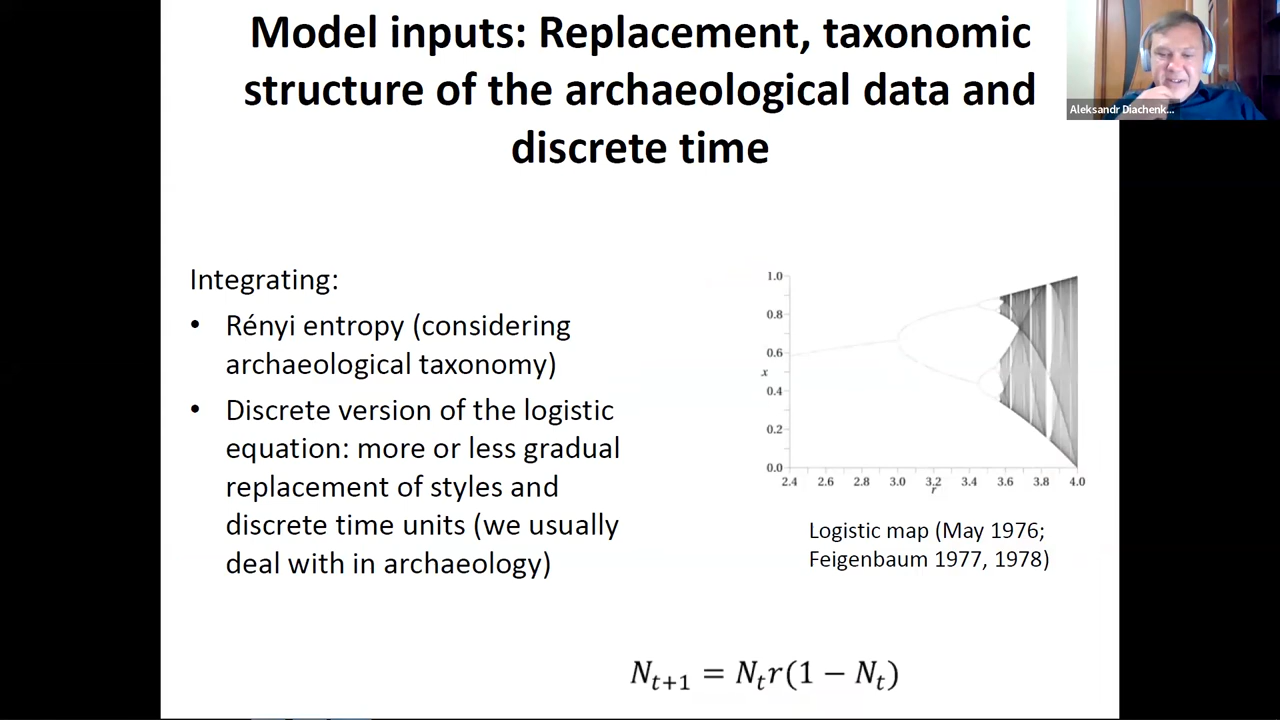 Model inputs: Replacement, taxonomic
structure of the archaeological data and
discrete time
Aleksandr Diachenk...
Integrating:
• Rényi entropy (considering
archaeological taxonomy)
• Discrete version of the logistic
equation: more or less gradual
replacement of styles and
discrete time units (we usually
deal with in archaeology)
1.0
0.8
0.6
x
0.4
0.2
0.0
2.4 2.6 2.8 3.0 3.2 3.4 3.6 3.8 4.0
r
Logistic map (May 1976;
Feigenbaum 1977, 1978)
N_{t+1} = N_t r(1 − N_t)